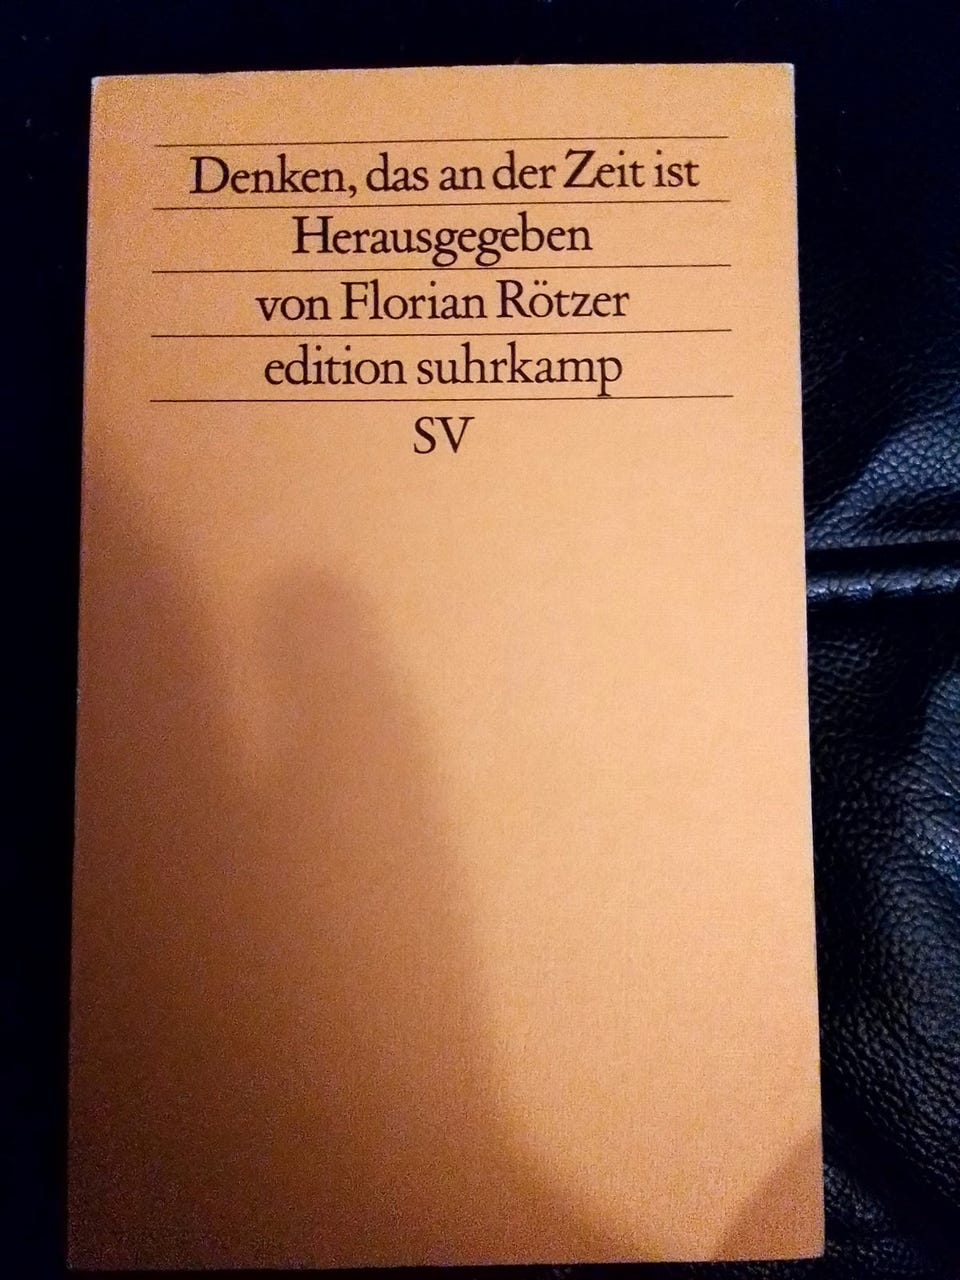 Denken, das an der Zeit ist
Herausgegeben
von Florian Rötzer
edition suhrkamp
SV